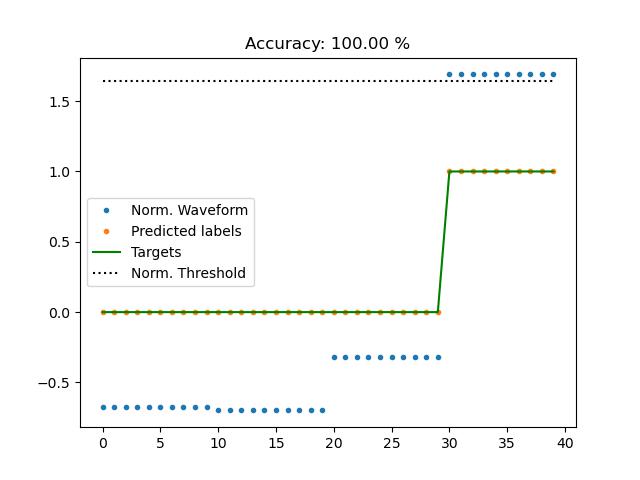 Accuracy: 100.00 %
1.5
1.0
0.5
0.0
−0.5
Norm. Waveform
Predicted labels
Targets
Norm. Threshold
0 5 10 15 20 25 30 35 40